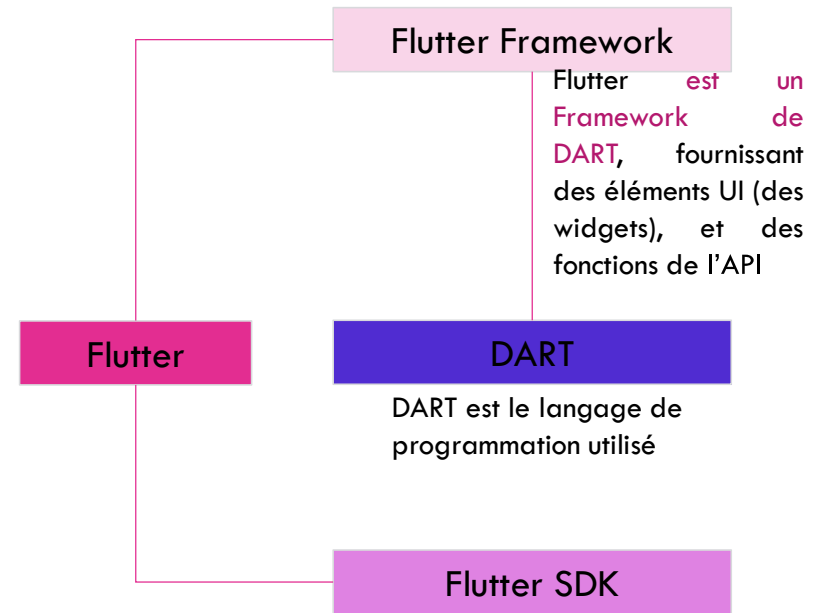 Flutter Framework
Flutter est un
Framework de
DART, fournissant
des éléments UI (des
widgets), et des
fonctions de l'API
Flutter
DART
DART est le langage de
programmation utilisé
Flutter SDK